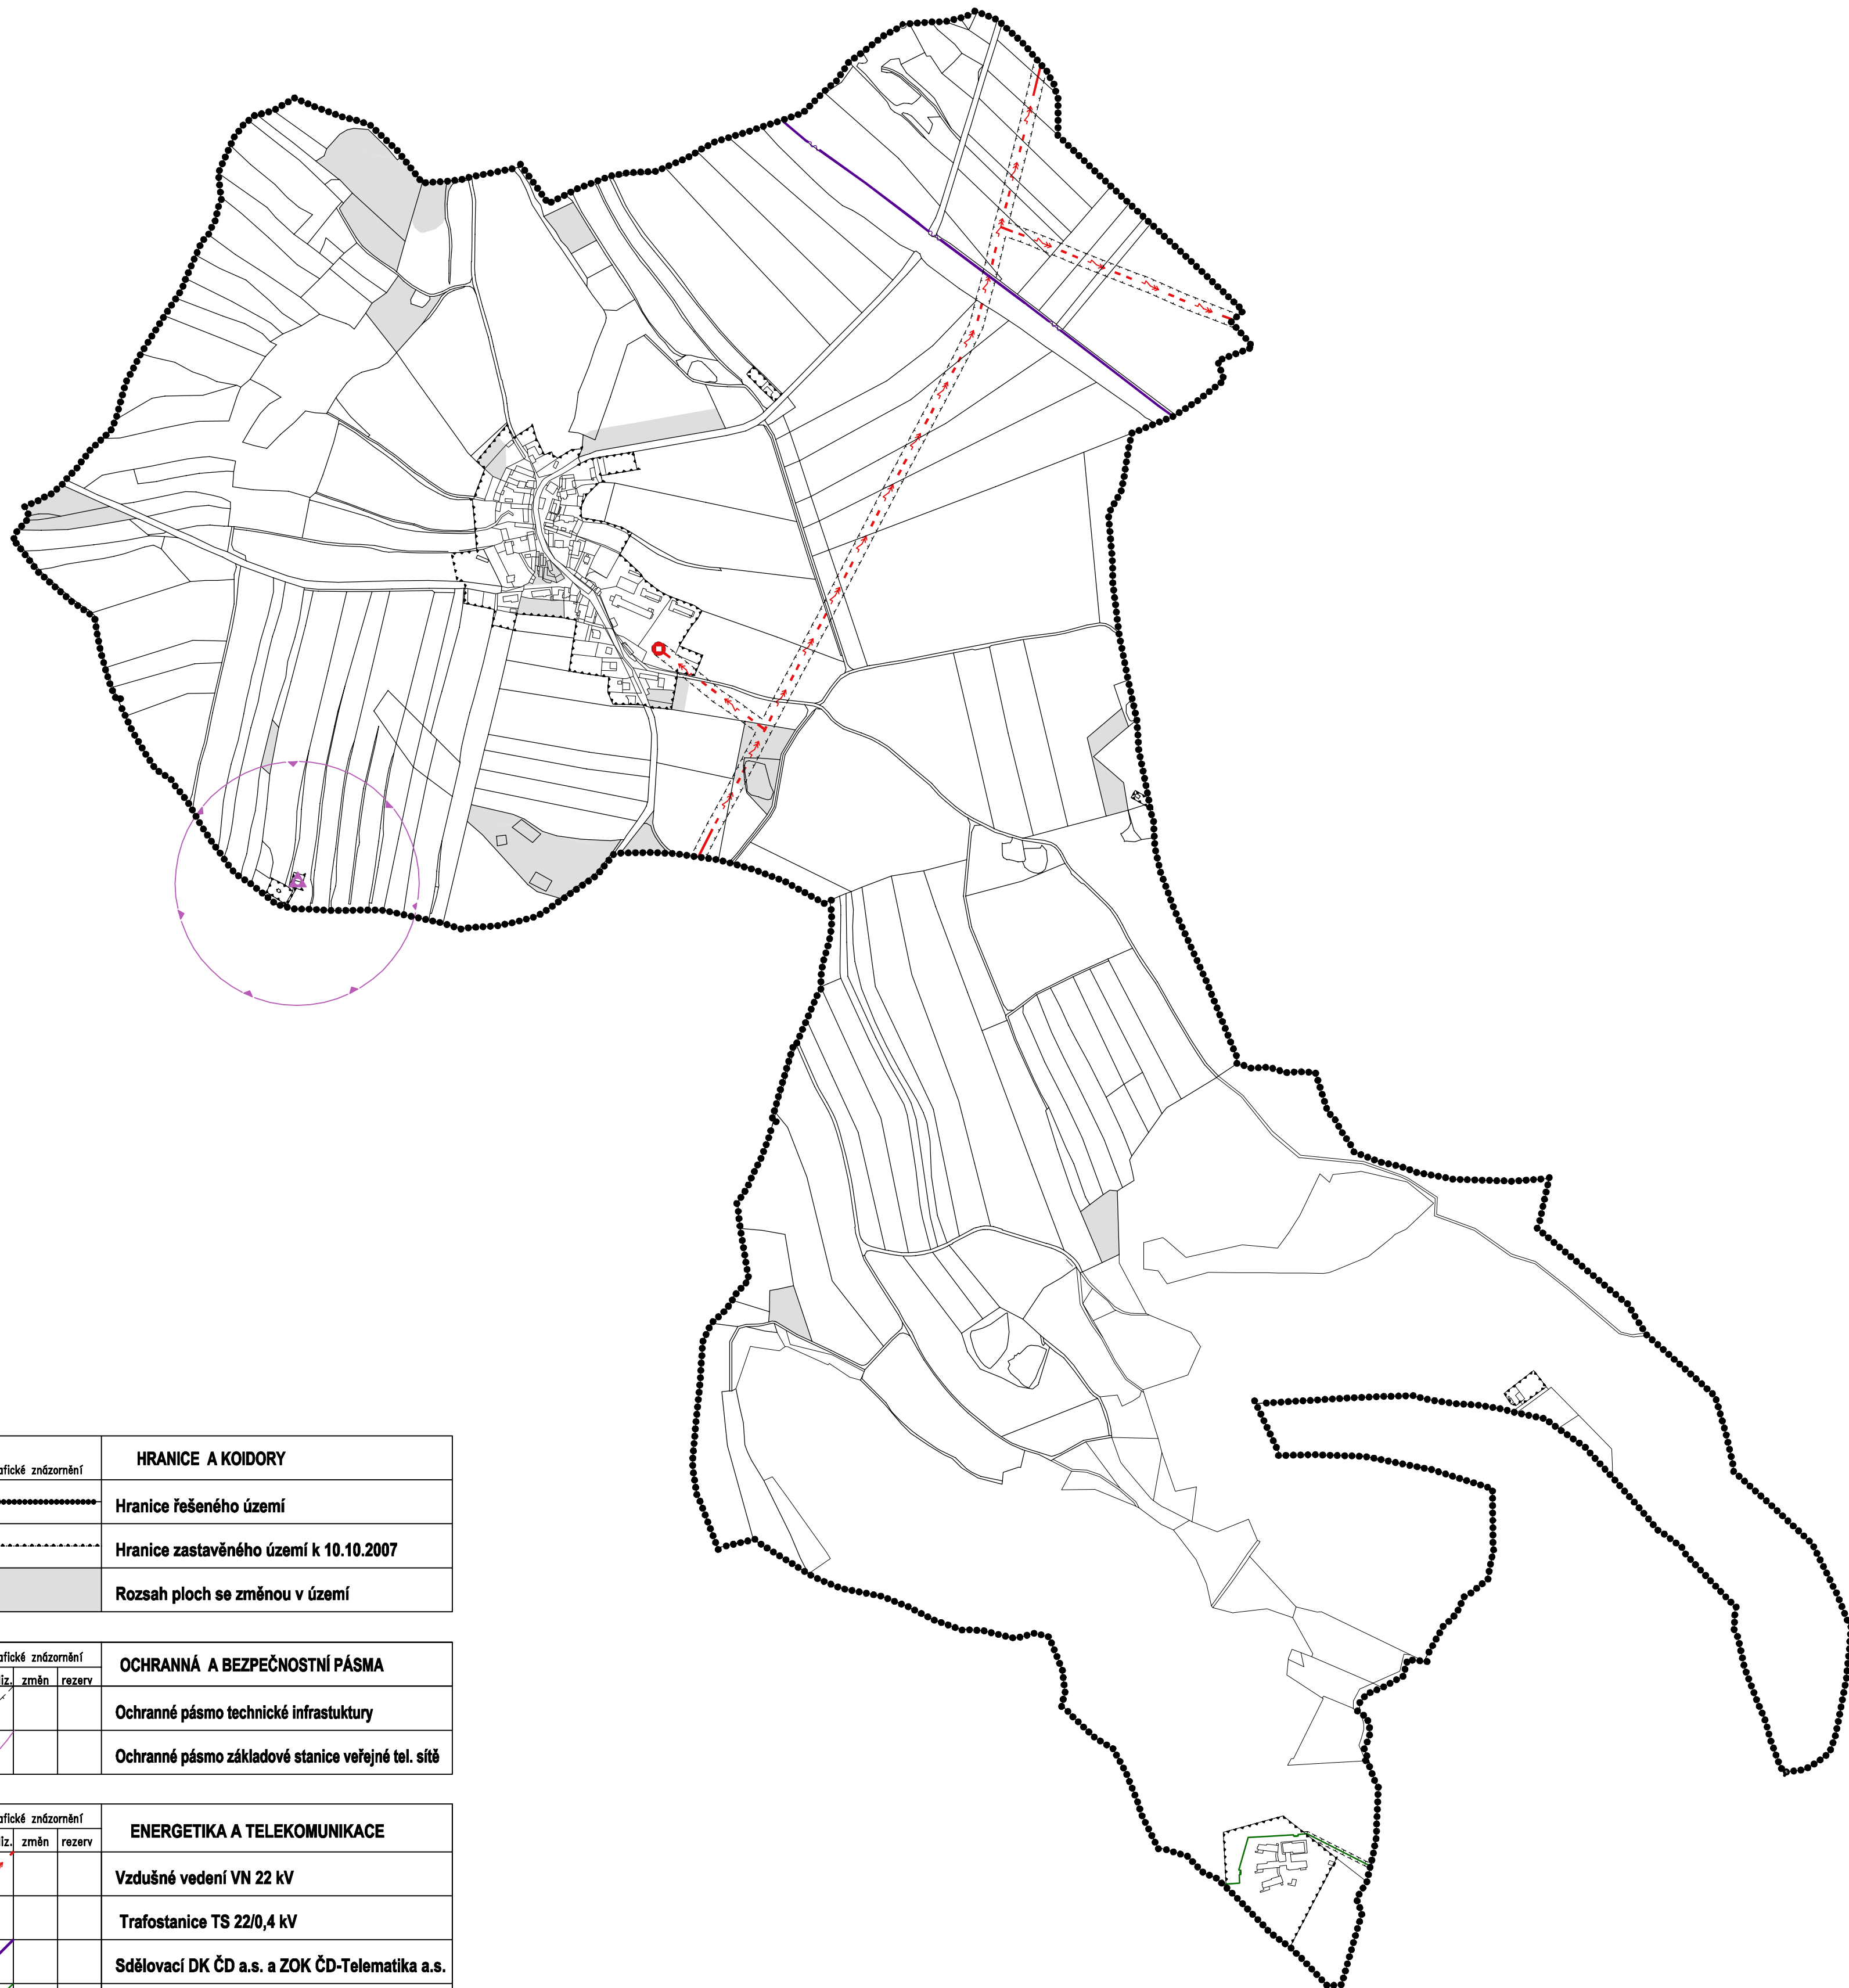 HRANICE A KOIDORY
afické znázornění
Hranice řešeného území
Hranice zastavěného území k 10.10.2007
Rozsah ploch se změnou v území
afické znázornění
OCHRANNÁ A BEZPEČNOSTNÍ PÁSMA
iz. změn rezerv
Ochranné pásmo technické infrastuktury
Ochranné pásmo základové stanice veřejné tel. sítě
afické znázornění
ENERGETIKA A TELEKOMUNIKACE
iz. změn rezerv
Vzdušné vedení VN 22 kV
Trafostanice TS 22/0,4 kV
Sdělovací DK ČD a.s. a ZOK ČD-Telematika a.s.